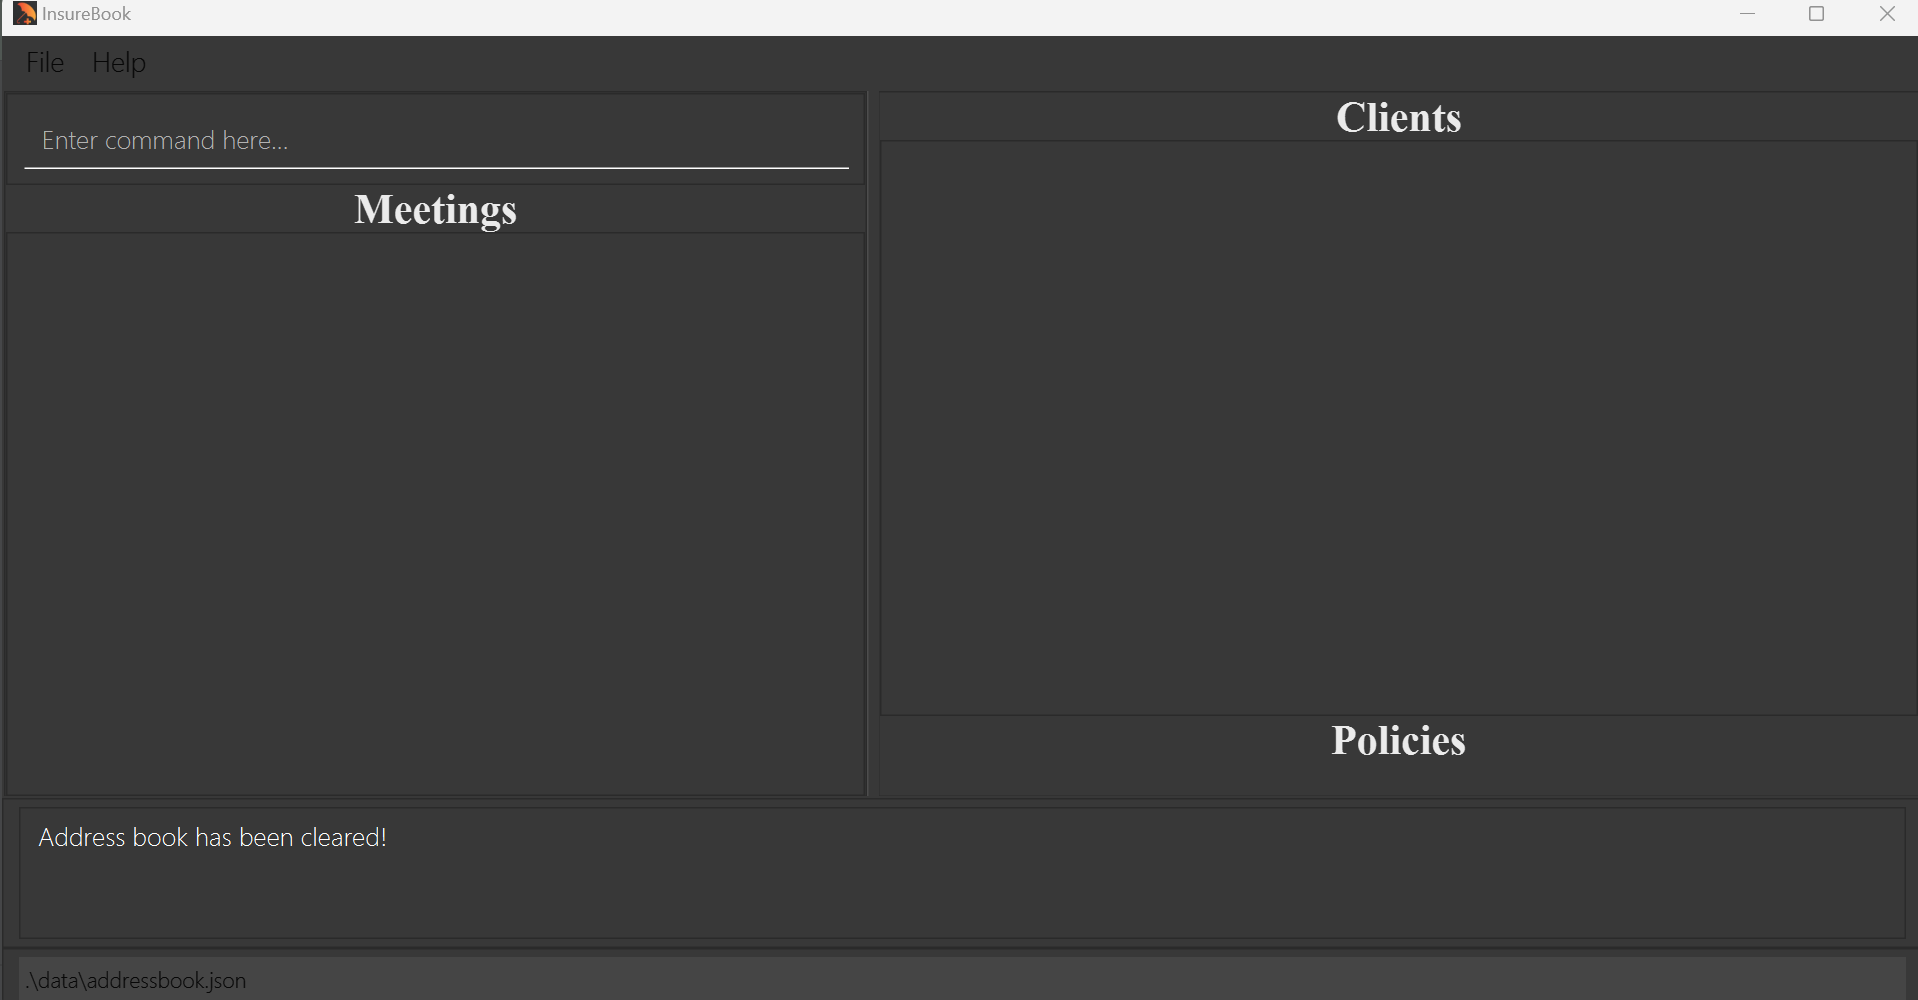 InsureBook
File Help
Enter command here...
Meetings
Clients
Policies
Address book has been cleared!
.\data\addressbook.json